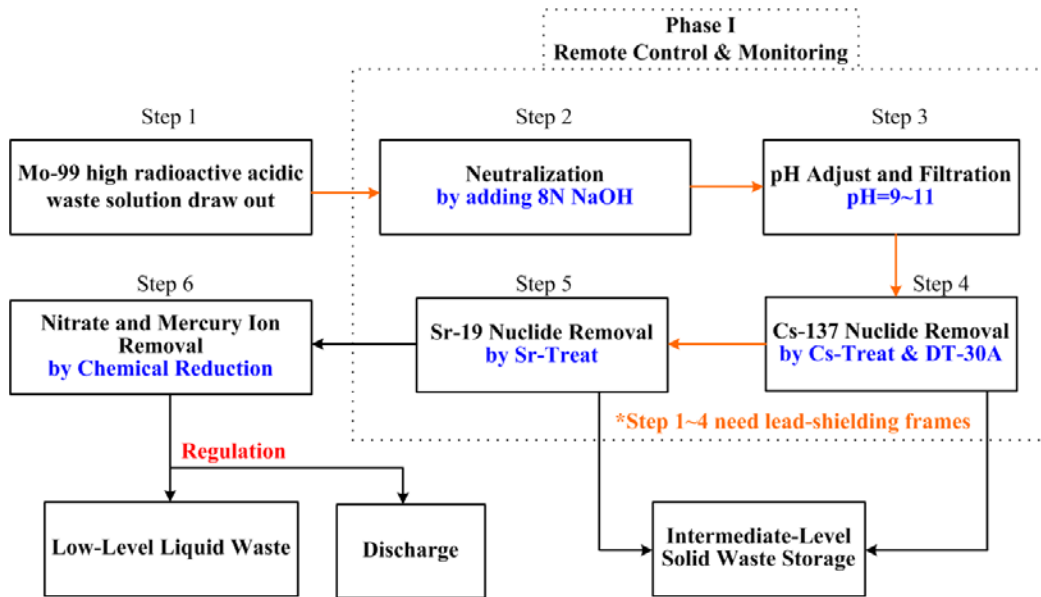 Phase I
Remote Control & Monitoring
Step 1
Step 2
Step 3
Mo-99 high radioactive acidic
waste solution draw out
Neutralization
by adding 8N NaOH
pH Adjust and Filtration
pH=9~11
Step 6
Step 5
Step 4
Nitrate and Mercury Ion
Removal
by Chemical Reduction
Sr-19 Nuclide Removal
by Sr-Treat
Cs-137 Nuclide Removal
by Cs-Treat & DT-30A
*Step 1~4 need lead-shielding frames
Regulation
Low-Level Liquid Waste
Discharge
Intermediate-Level
Solid Waste Storage